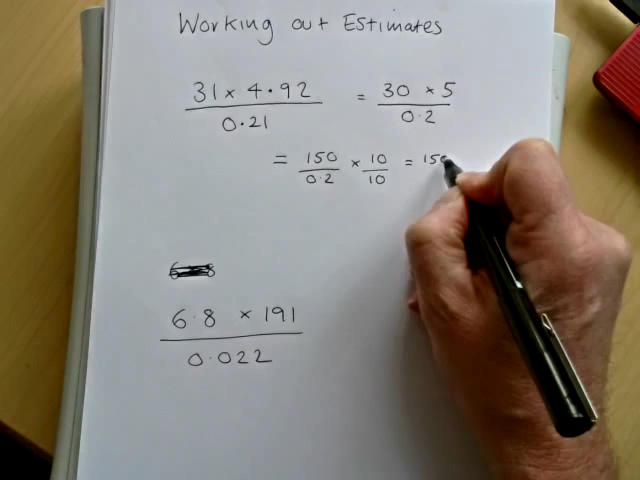 Working out Estimates
31 × 4·92 / 0·21 = 30 × 5 / 0·2
= 150 / 0·2 × 10 / 10 = 15
6·8 × 191 / 0·022